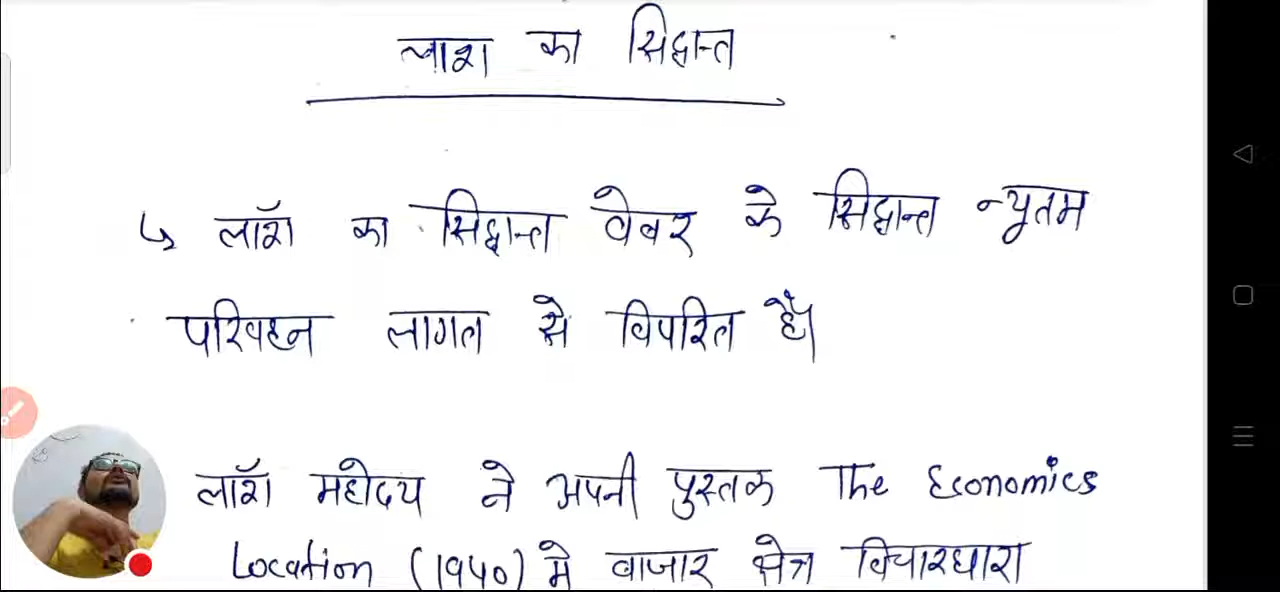 लाश का सिद्धान्त
↳ लॉश का सिद्धान्त वेबर के सिद्धान्त न्यूतम
परिवहन लागत से विपरित है।
लॉश महोदय ने अपनी पुस्तक The Economics
Location (1940) मे बाजार क्षेत्र विचारधारा